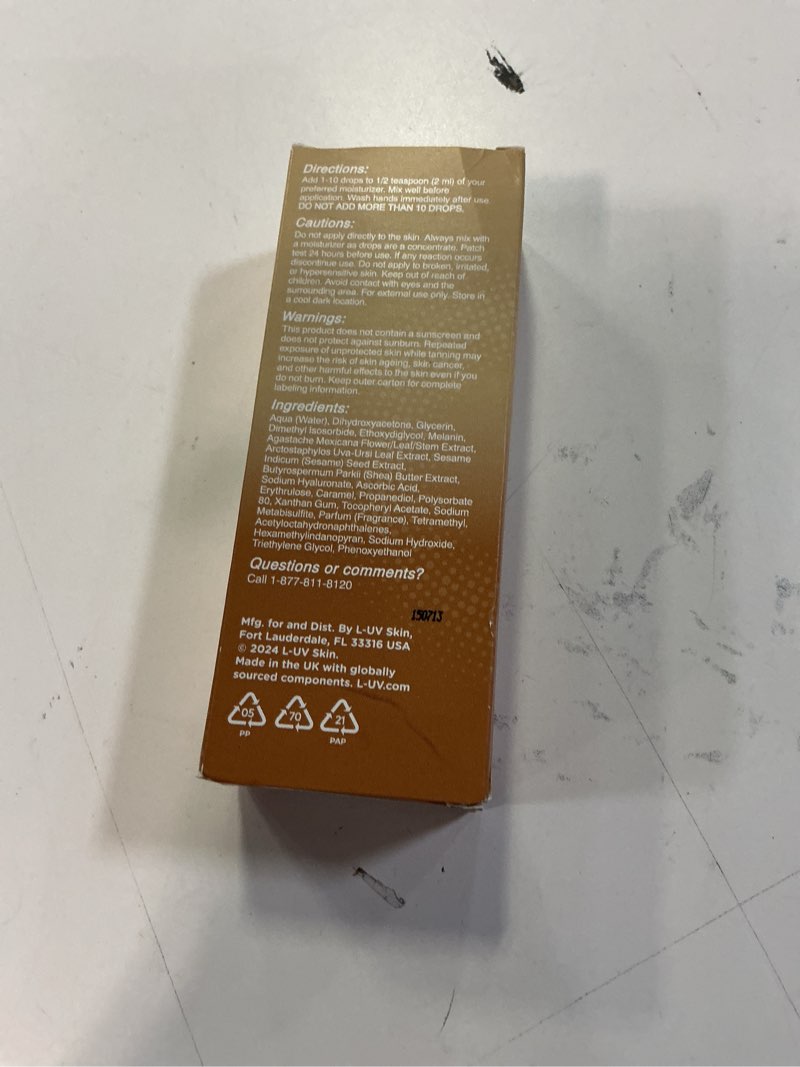 Directions:
Add 1-10 drops to 1/2 teaspoon (2 ml) of your
preferred moisturizer. Mix well before
application. Wash hands immediately after use.
DO NOT ADD MORE THAN 10 DROPS.
Cautions:
Do not apply directly to the skin. Always mix with
a moisturizer as drops are a concentrate. Patch
test 24 hours before use. If any reaction occurs
discontinue use. Do not apply to broken, irritated,
or hypersensitive skin. Keep out of reach of
children. Avoid contact with eyes and the
surrounding area. For external use only. Store in
a cool dark location.
Warnings:
This product does not contain a sunscreen and
does not protect against sunburn. Repeated
exposure of unprotected skin while tanning may
increase the risk of skin ageing, skin cancer,
and other harmful effects to the skin even if you
do not burn. Keep outer carton for complete
labeling information.
Ingredients:
Aqua (Water), Dihydroxyacetone, Glycerin,
Dimethyl Isosorbide, Ethoxydiglycol, Melanin,
Agastache Mexicana Flower/Leaf/Stem Extract,
Arctostaphylos Uva-Ursi Leaf Extract, Sesame
Indicum (Sesame) Seed Extract,
Butyrospermum Parkii (Shea) Butter Extract,
Sodium Hyaluronate, Ascorbic Acid,
Erythrulose, Caramel, Propanediol, Polysorbate
80, Xanthan Gum, Tocopheryl Acetate, Sodium
Metabisulfite, Parfum (Fragrance), Tetramethyl,
Acetyloctahydronaphthalenes,
Hexamethylindanopyran, Sodium Hydroxide,
Triethylene Glycol, Phenoxyethanol
Questions or comments?
Call 1-877-811-8120
150713
Mfg. for and Dist. By L-UV Skin,
Fort Lauderdale, FL 33316 USA
© 2024 L-UV Skin.
Made in the UK with globally
sourced components. L-UV.com
05 70 21
PP PAP